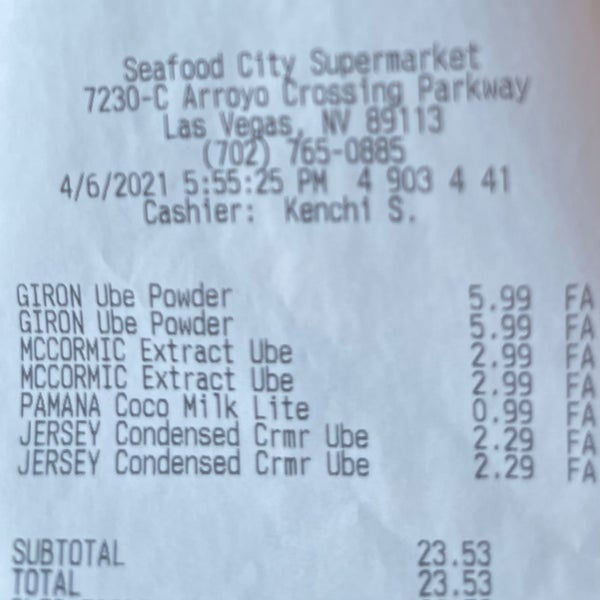 Seafood City Supermarket
7230-C Arroyo Crossing Parkway
Las Vegas, NV 89113
(702) 765-0885
4/6/2021 5:55:25 PM 4 903 4 41
Cashier: Kenchi S.
GIRON Ube Powder 5.99 FA
GIRON Ube Powder 5.99 FA
MCCORMIC Extract Ube 2.99 FA
MCCORMIC Extract Ube 2.99 FA
PAMANA Coco Milk Lite 0.99 FA
JERSEY Condensed Crmr Ube 2.29 FA
JERSEY Condensed Crmr Ube 2.29 FA
SUBTOTAL 23.53
TOTAL 23.53